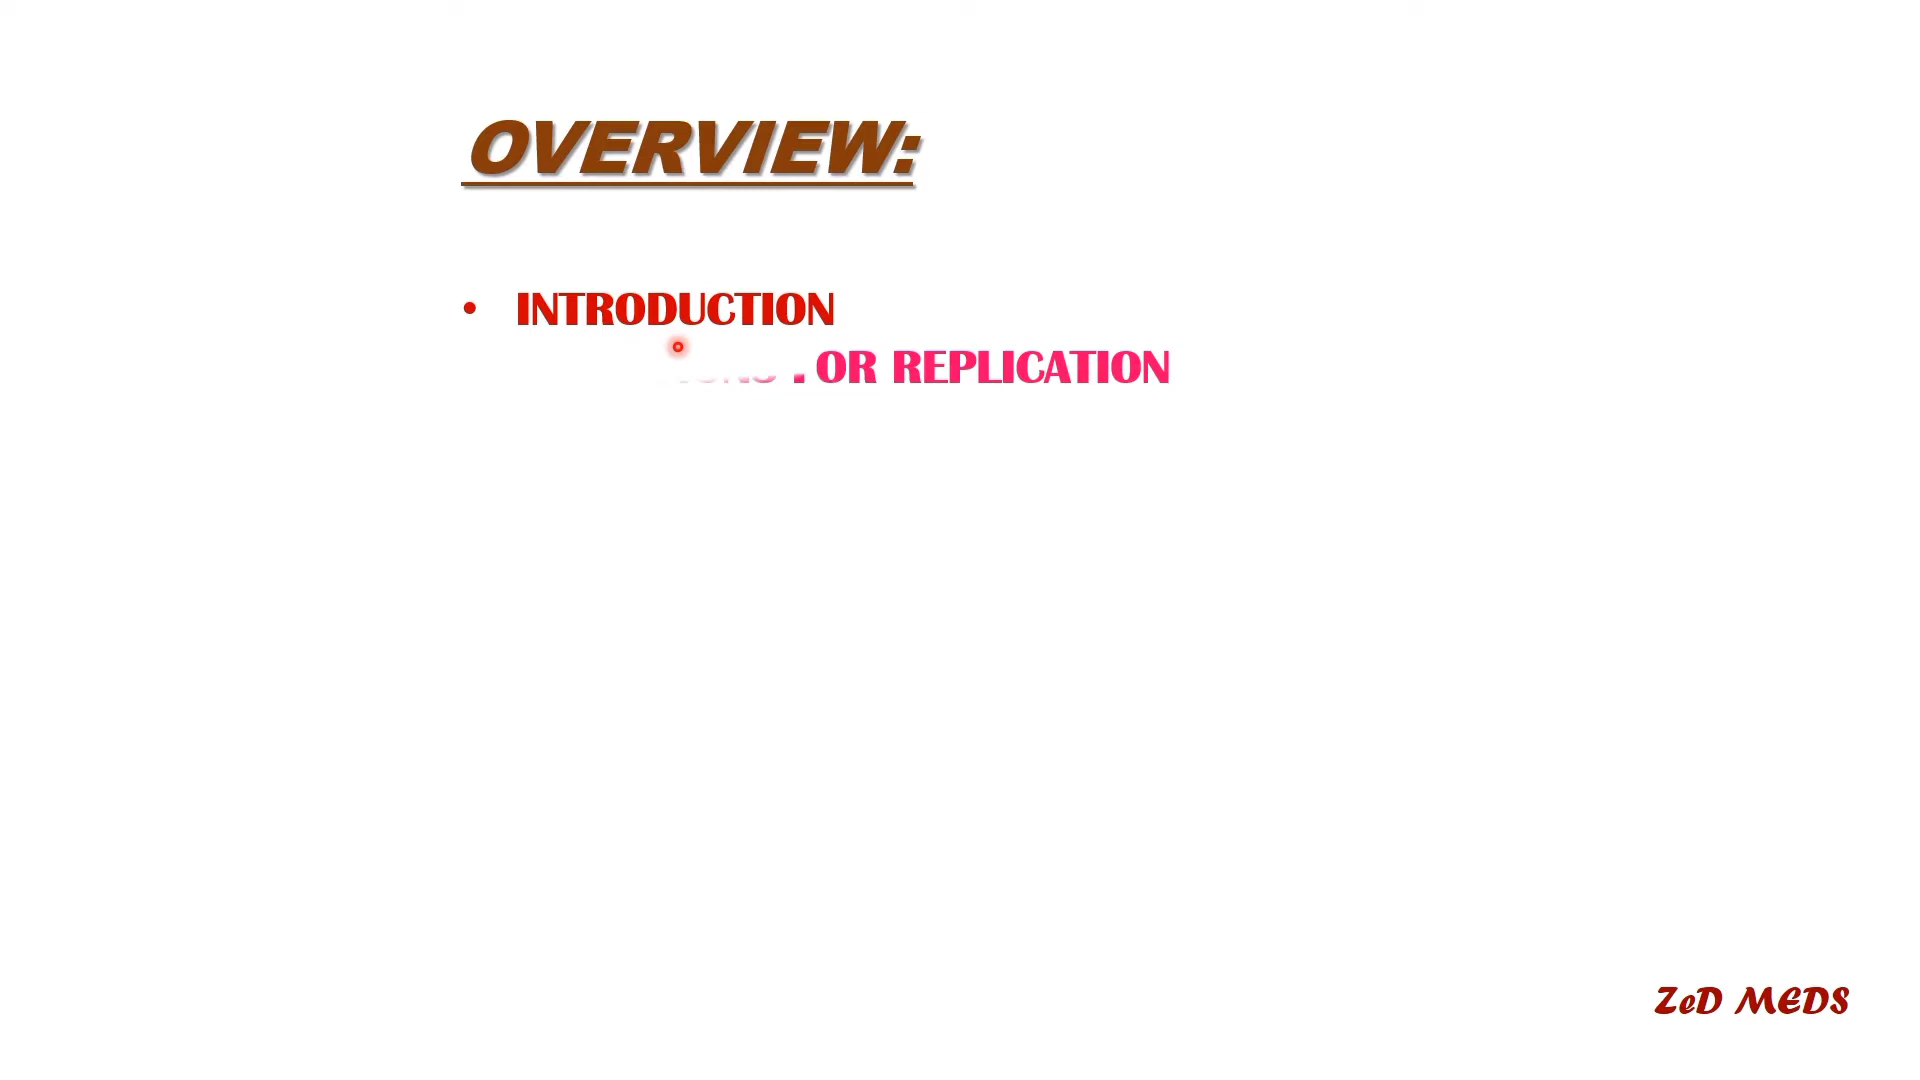 OVERVIEW:
• INTRODUCTION
OR REPLICATION
ZeD MEDS